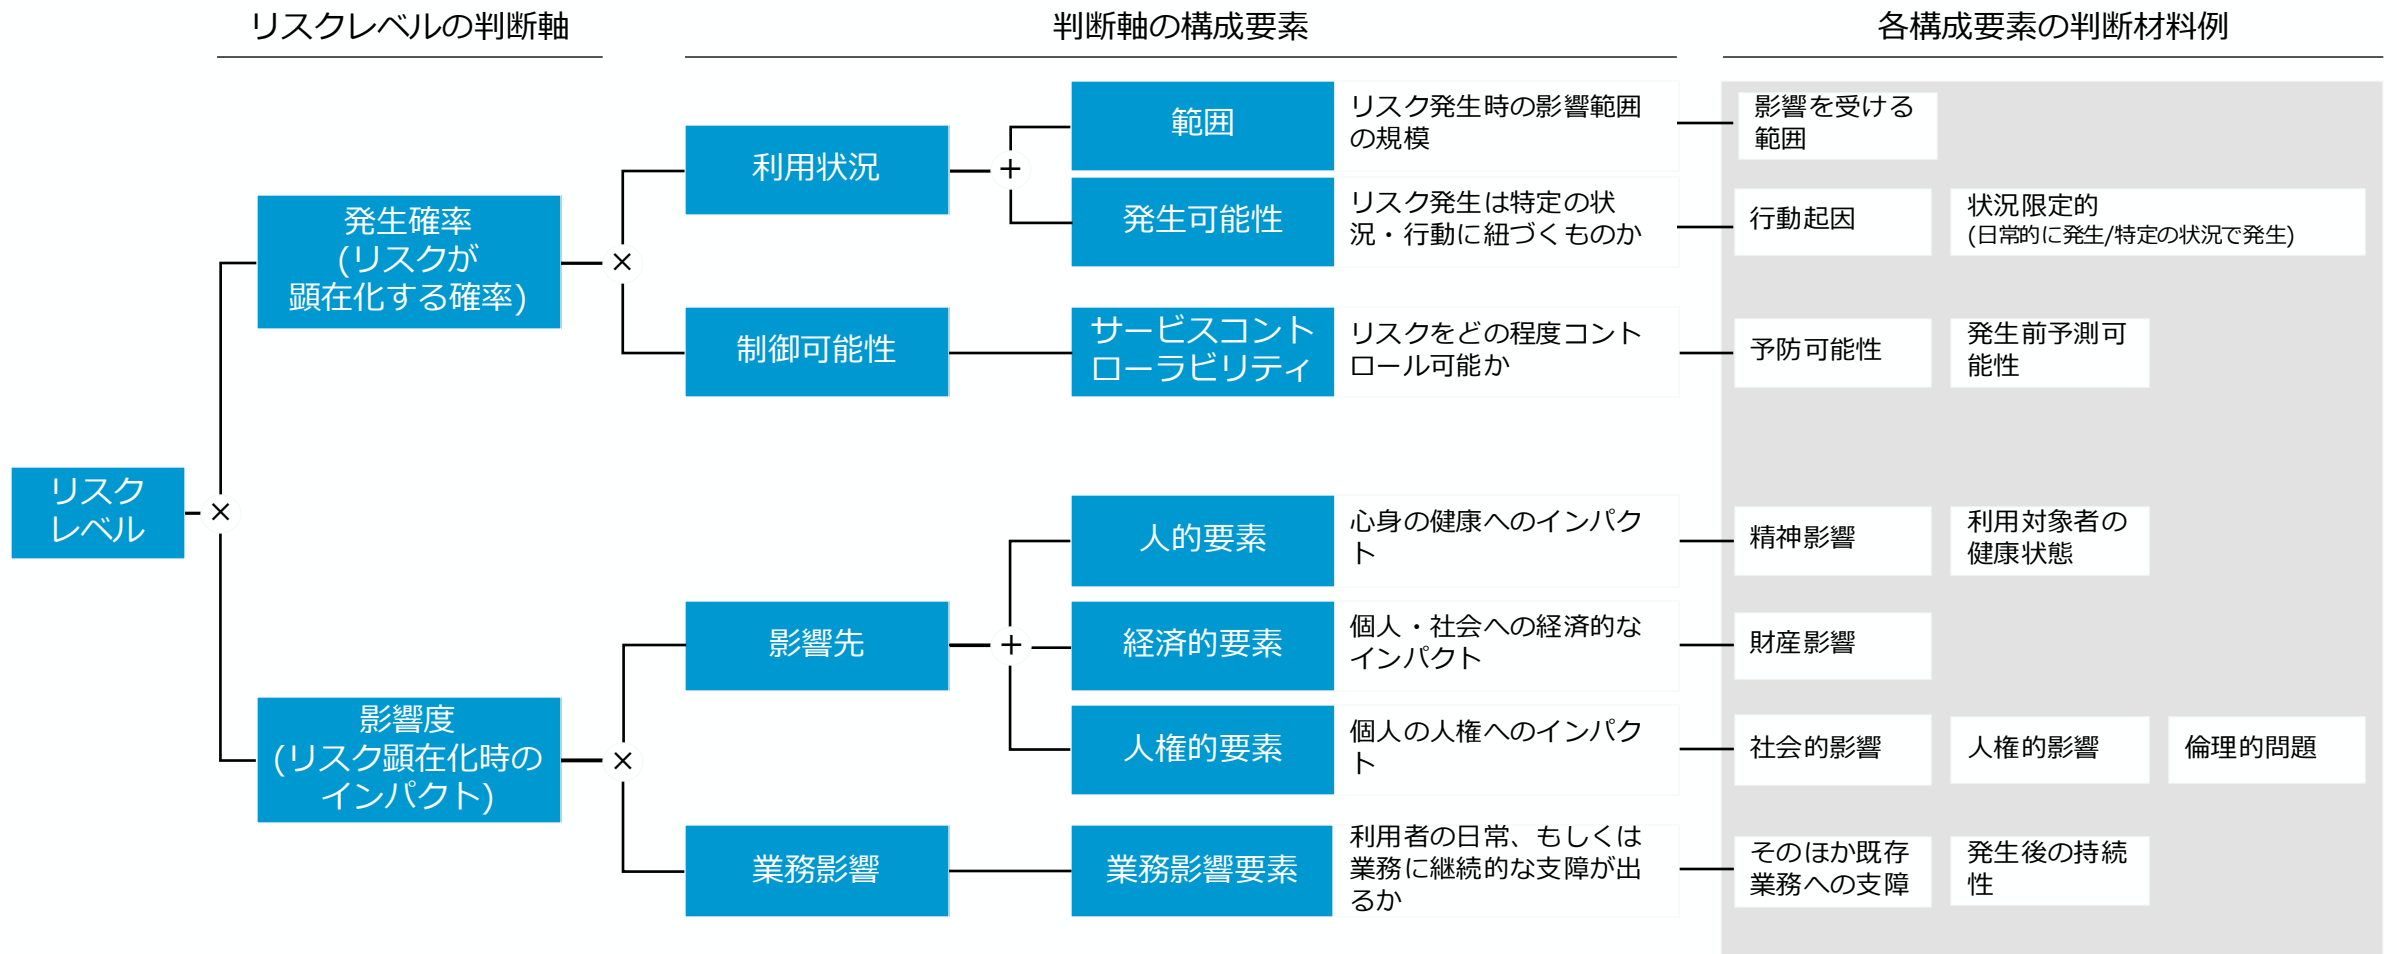 リスクレベルの判断軸
判断軸の構成要素
各構成要素の判断材料例
リスク
レベル
×
発生確率
(リスクが
顕在化する確率)
×
利用状況
+
範囲
リスク発生時の影響範囲
の規模
影響を受ける
範囲
発生可能性
リスク発生は特定の状
況・行動に紐づくものか
行動起因
状況限定的
(日常的に発生/特定の状況で発生)
制御可能性
サービスコント
ローラビリティ
リスクをどの程度コント
ロール可能か
予防可能性
発生前予測可
能性
影響度
(リスク顕在化時の
インパクト)
×
影響先
+
人的要素
心身の健康へのインパク
ト
精神影響
利用対象者の
健康状態
経済的要素
個人・社会への経済的な
インパクト
財産影響
人権的要素
個人の人権へのインパク
ト
社会的影響
人権的影響
倫理的問題
業務影響
業務影響要素
利用者の日常、もしくは
業務に継続的な支障が出
るか
そのほか既存
業務への支障
発生後の持続
性